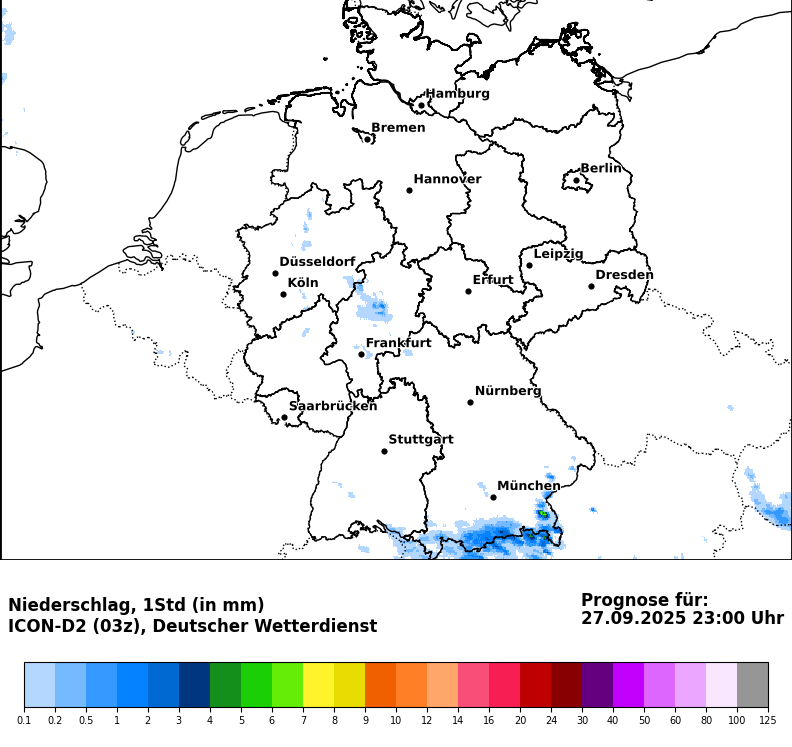 Hamburg
Bremen
Berlin
Hannover
Leipzig
Düsseldorf
Dresden
Köln
Erfurt
Frankfurt
Nürnberg
Saarbrücken
Stuttgart
München
Niederschlag, 1Std (in mm)
ICON-D2 (03z), Deutscher Wetterdienst
Prognose für:
27.09.2025 23:00 Uhr
0.1 0.2 0.5 1 2 3 4 5 6 7 8 9 10 12 14 16 20 24 30 40 50 60 80 100 125